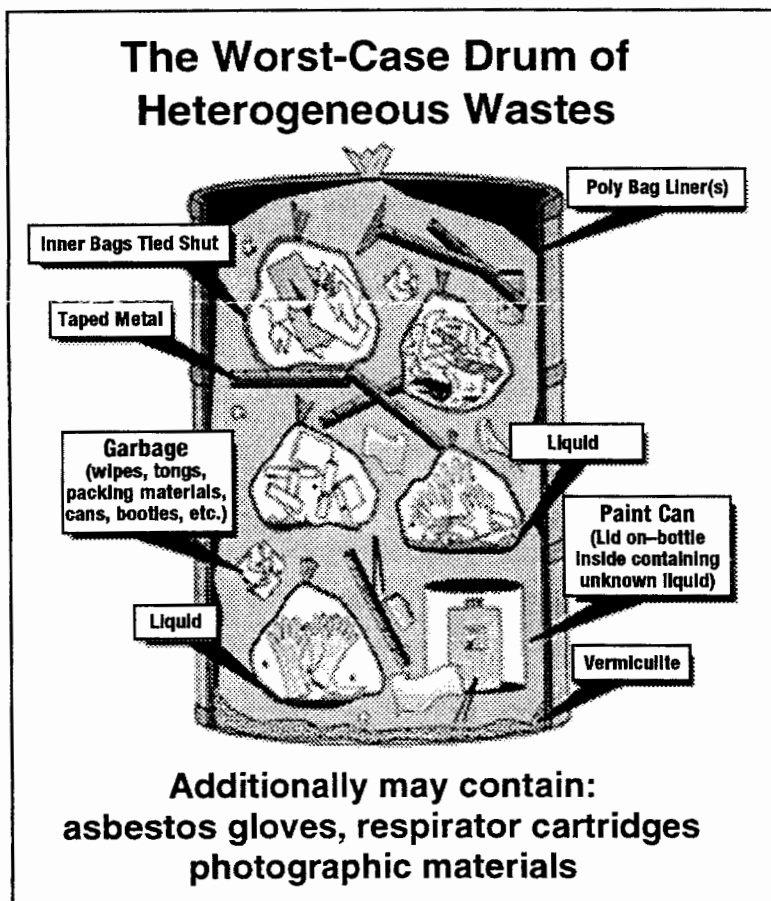 The Worst-Case Drum of
Heterogeneous Wastes
Poly Bag Liner(s)
Inner Bags Tied Shut
Taped Metal
Garbage
(wipes, tongs,
packing materials,
cans, booties, etc.)
Liquid
Paint Can
(Lid on–bottle
inside containing
unknown liquid)
Liquid
Vermiculite
Additionally may contain:
asbestos gloves, respirator cartridges
photographic materials